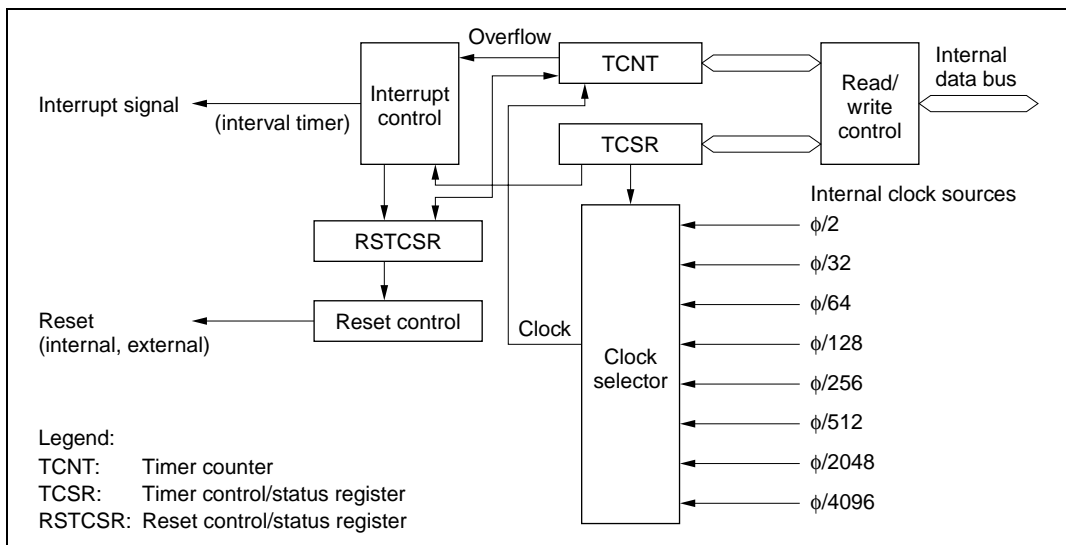 Overflow
TCNT
Internal
data bus
Read/
write
control
Interrupt signal
Interrupt
control
(interval timer)
TCSR
Internal clock sources
RSTCSR
ϕ/2
ϕ/32
ϕ/64
Reset
(internal, external)
Reset control
Clock
ϕ/128
Clock
selector
ϕ/256
ϕ/512
ϕ/2048
ϕ/4096
Legend:
TCNT: Timer counter
TCSR: Timer control/status register
RSTCSR: Reset control/status register